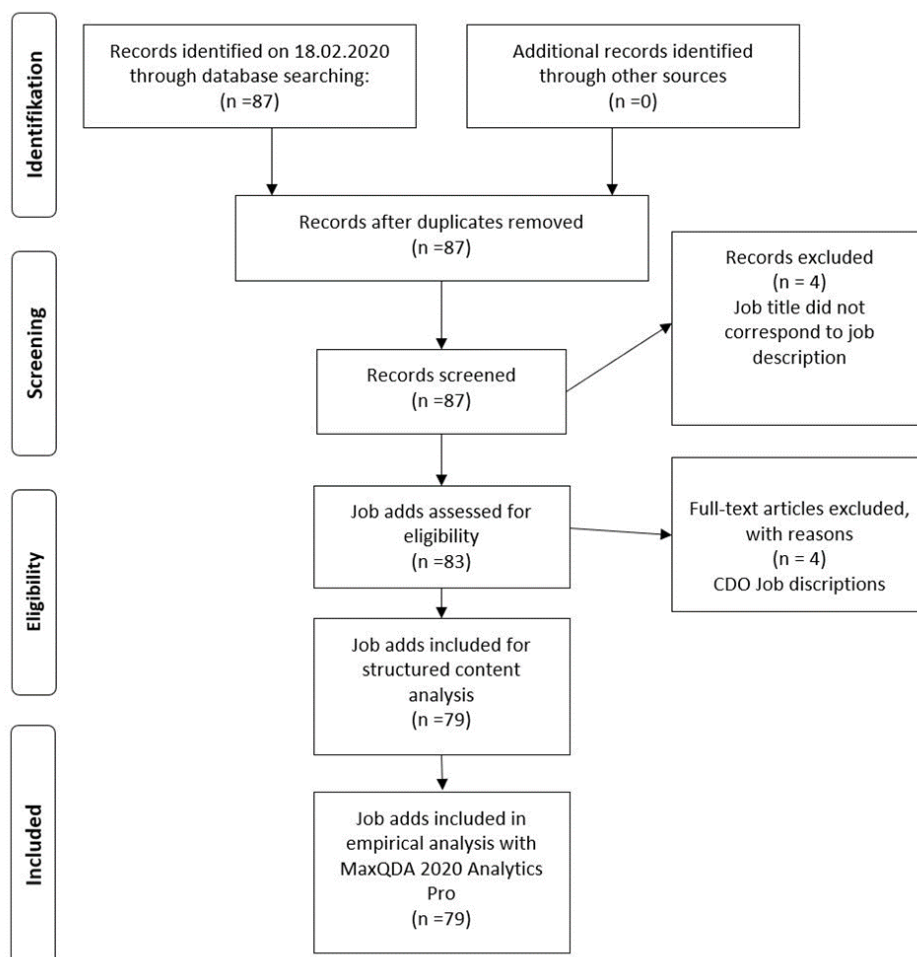 Identifikation
Records identified on 18.02.2020
through database searching:
(n =87)
Additional records identified
through other sources
(n =0)
Records after duplicates removed
(n =87)
Screening
Records screened
(n =87)
Records excluded
(n = 4)
Job title did not
correspond to job
description
Eligibility
Job adds assessed for
eligibility
(n =83)
Full-text articles excluded,
with reasons
(n = 4)
CDO Job discriptions
Job adds included for
structured content
analysis
(n =79)
Included
Job adds included in
empirical analysis with
MaxQDA 2020 Analytics
Pro
(n =79)